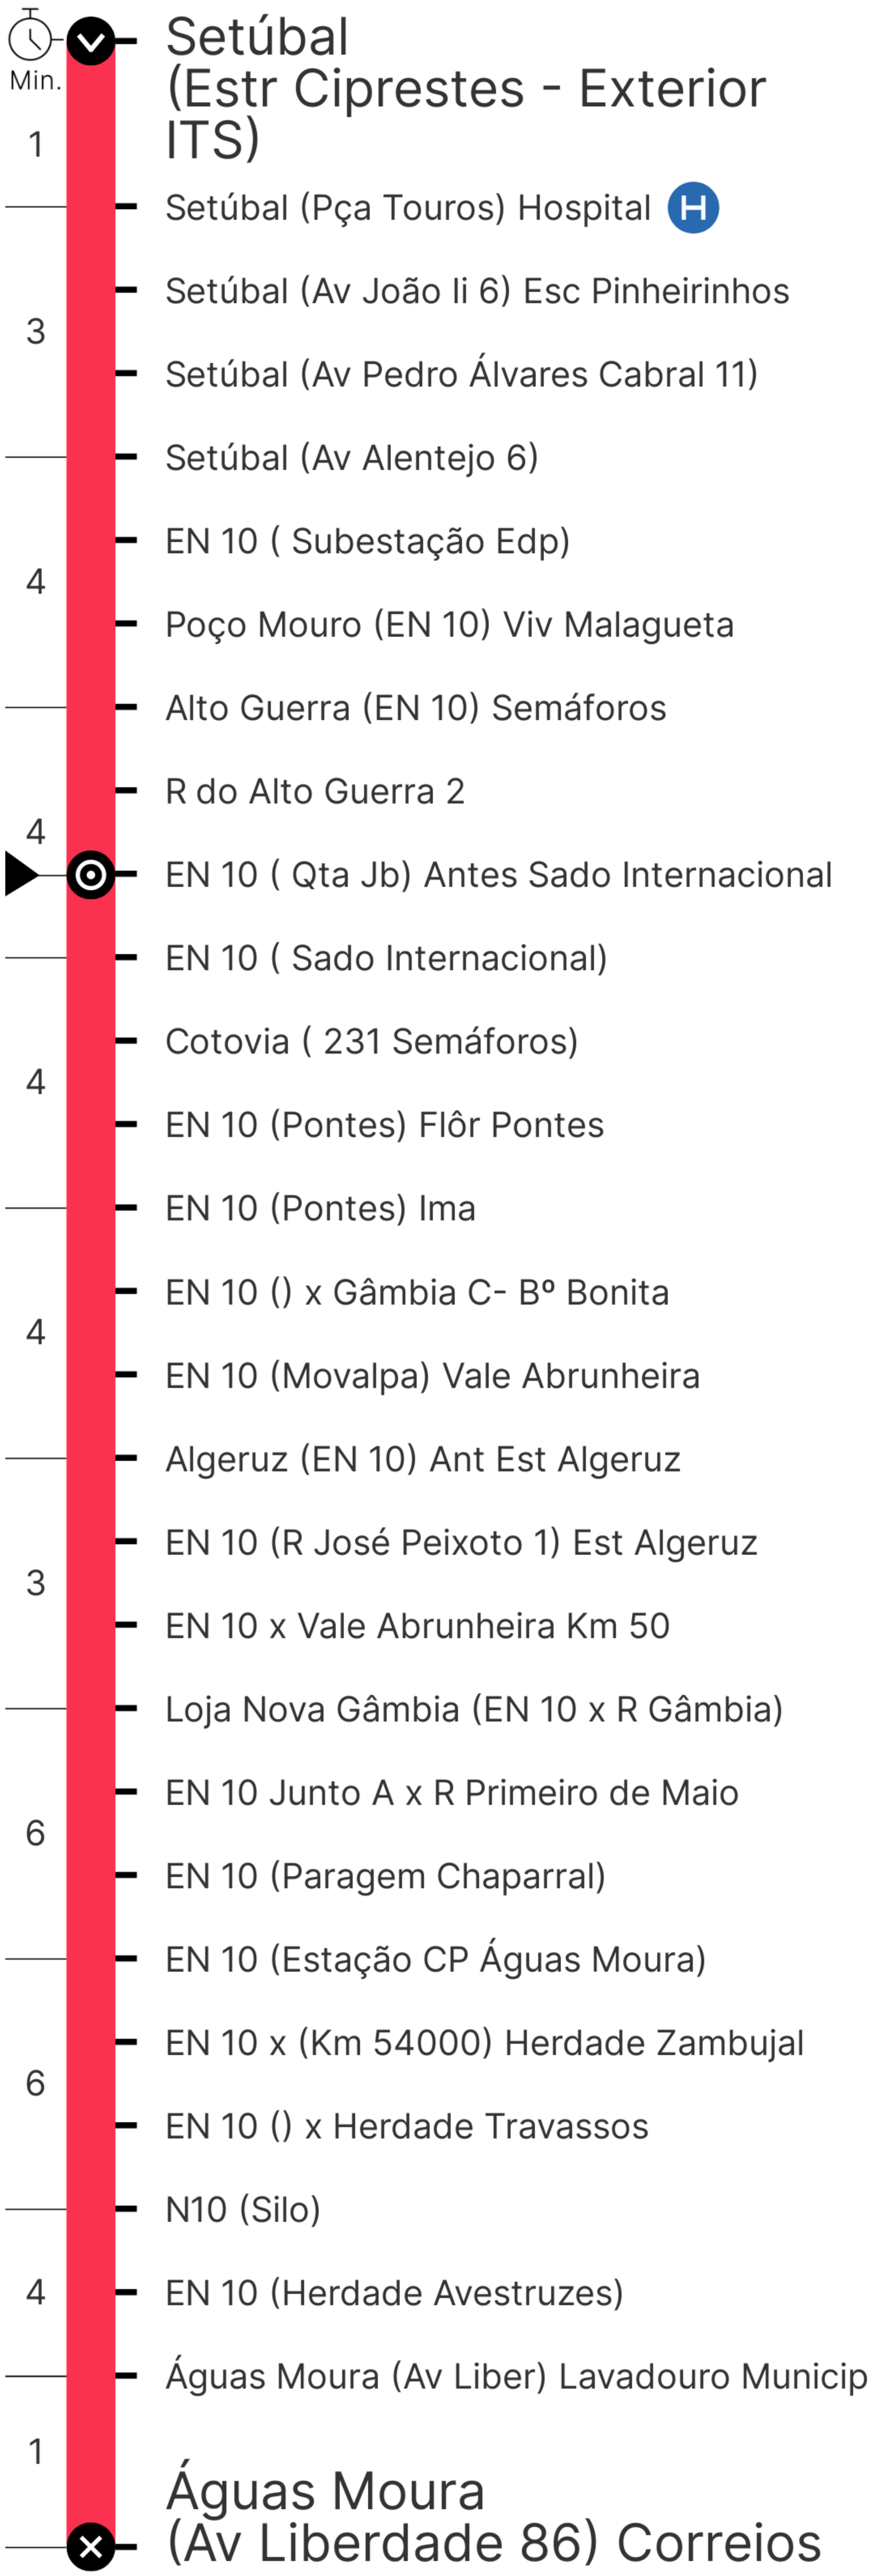 Setúbal
(Estr Ciprestes - Exterior
ITS)
Min.
1
Setúbal (Pça Touros) Hospital H
Setúbal (Av João Ii 6) Esc Pinheirinhos
3
Setúbal (Av Pedro Álvares Cabral 11)
Setúbal (Av Alentejo 6)
EN 10 ( Subestação Edp)
4
Poço Mouro (EN 10) Viv Malagueta
Alto Guerra (EN 10) Semáforos
R do Alto Guerra 2
4
EN 10 ( Qta Jb) Antes Sado Internacional
EN 10 ( Sado Internacional)
Cotovia ( 231 Semáforos)
4
EN 10 (Pontes) Flôr Pontes
EN 10 (Pontes) Ima
EN 10 () x Gâmbia C- Bº Bonita
4
EN 10 (Movalpa) Vale Abrunheira
Algeruz (EN 10) Ant Est Algeruz
EN 10 (R José Peixoto 1) Est Algeruz
3
EN 10 x Vale Abrunheira Km 50
Loja Nova Gâmbia (EN 10 x R Gâmbia)
EN 10 Junto A x R Primeiro de Maio
6
EN 10 (Paragem Chaparral)
EN 10 (Estação CP Águas Moura)
EN 10 x (Km 54000) Herdade Zambujal
6
EN 10 () x Herdade Travassos
N10 (Silo)
4
EN 10 (Herdade Avestruzes)
Águas Moura (Av Liber) Lavadouro Municip
1
Águas Moura
(Av Liberdade 86) Correios